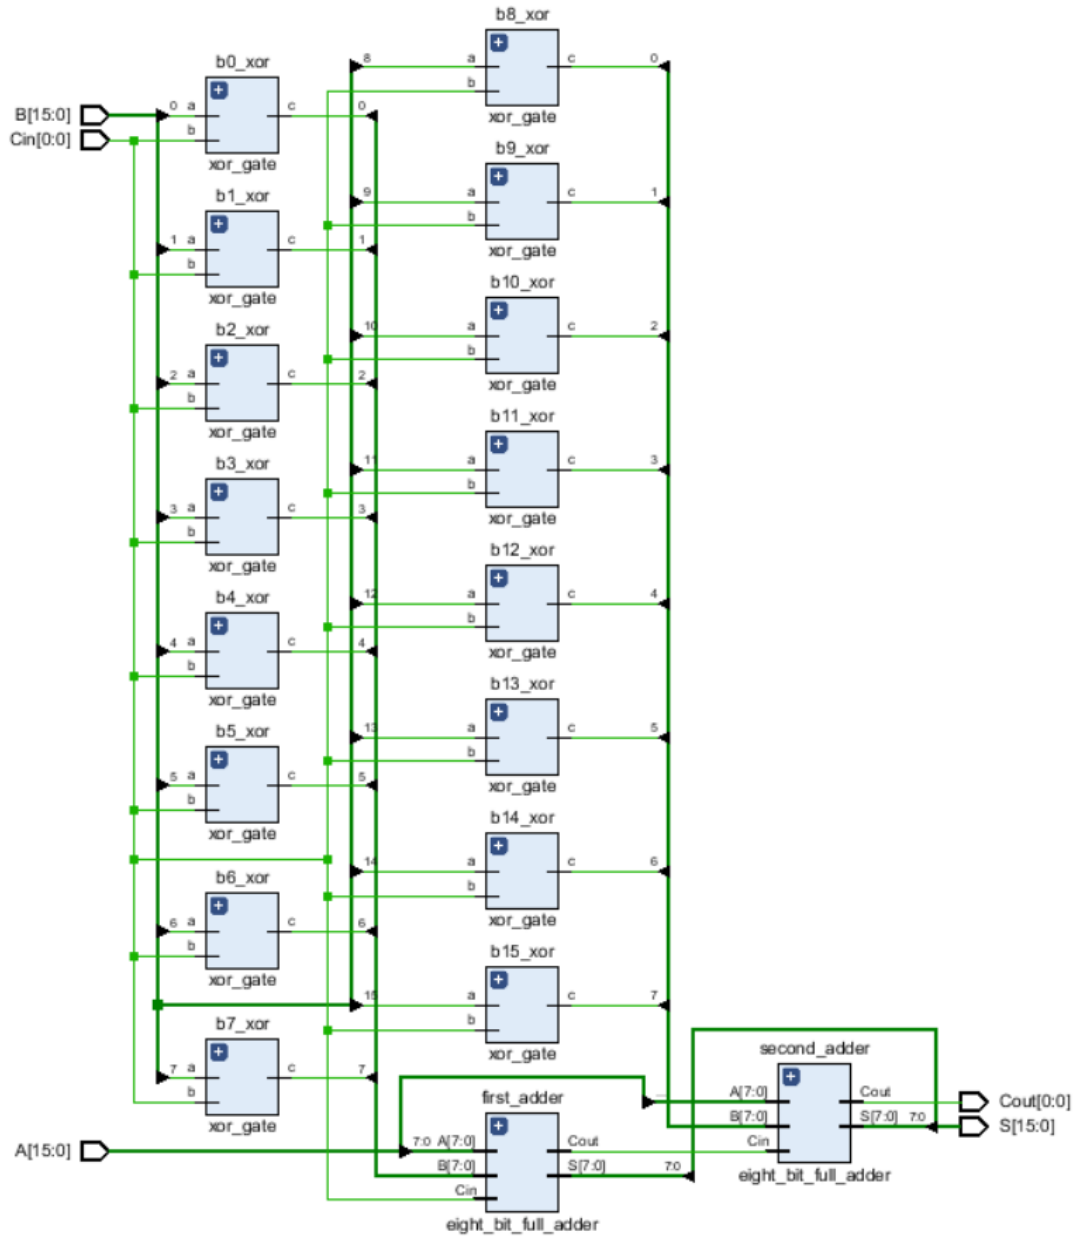 b8_xor
8 a c 0
b
xor_gate
b0_xor
B[15:0] 0 a c 0
Cin[0:0] b
xor_gate
b9_xor
9 a c 1
b
xor_gate
b1_xor
1 a c 1
b
xor_gate
b10_xor
10 a c 2
b
xor_gate
b2_xor
2 a c 2
b
xor_gate
b11_xor
11 a c 3
b
xor_gate
b3_xor
3 a c 3
b
xor_gate
b12_xor
12 a c 4
b
xor_gate
b4_xor
4 a c 4
b
xor_gate
b13_xor
13 a c 5
b
xor_gate
b5_xor
5 a c 5
b
xor_gate
b14_xor
14 a c 6
b
xor_gate
b6_xor
6 a c 6
b
xor_gate
b15_xor
15 a c 7
b
xor_gate
b7_xor
7 a c 7
b
xor_gate
second_adder
A[7:0] Cout Cout[0:0]
B[7:0] S[7:0] 7:0 S[15:0]
Cin
eight_bit_full_adder
first_adder
A[15:0] 7:0 A[7:0] Cout
B[7:0] S[7:0] 7:0
Cin
eight_bit_full_adder